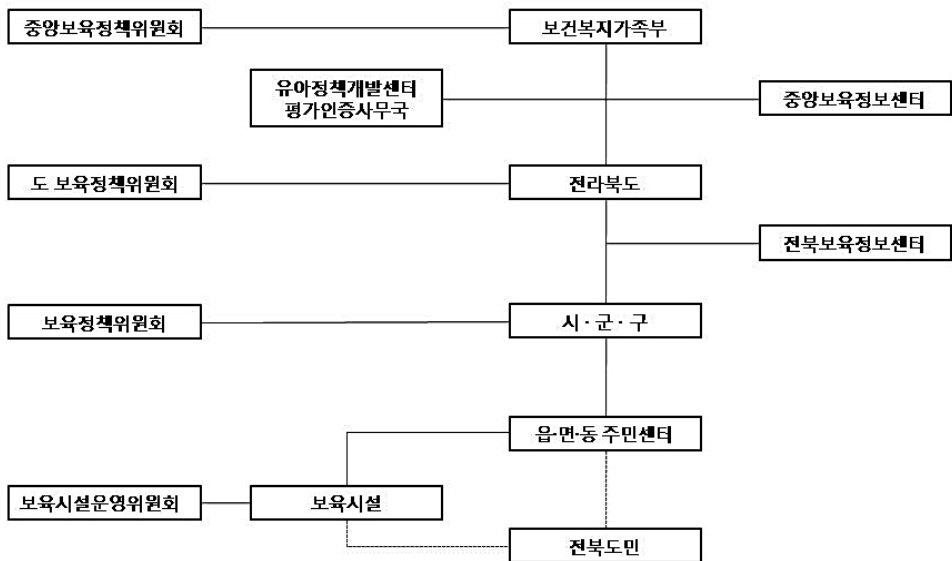 중앙보육정책위원회
보건복지가족부
유아정책개발센터
평가인증사무국
중앙보육정보센터
도 보육정책위원회
전라북도
전북보육정보센터
보육정책위원회
시 · 군 · 구
읍·면·동 주민센터
보육시설운영위원회
보육시설
전북도민